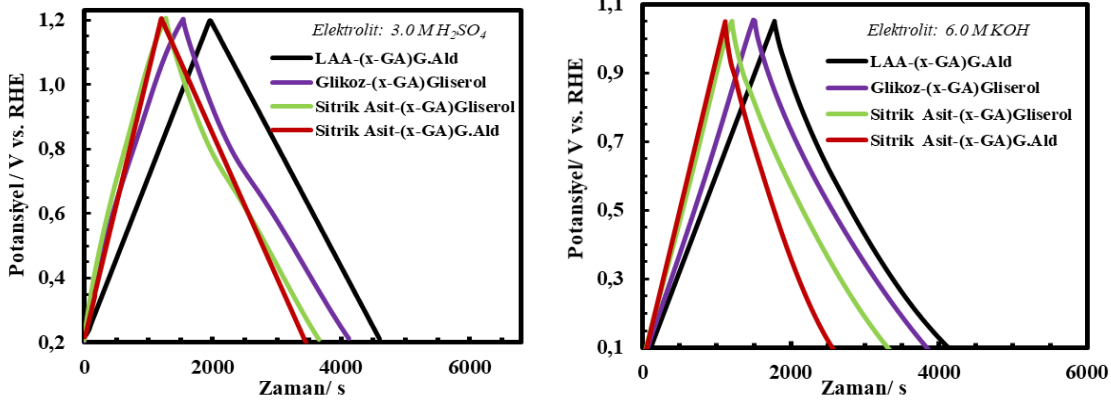 Elektrolit: 3.0 M H₂SO₄
LAA-(x-GA)G.Ald
Glikoz-(x-GA)Gliserol
Sitrik Asit-(x-GA)Gliserol
Sitrik Asit-(x-GA)G.Ald
Potansiyel/ V vs. RHE
1,2
1,0
0,8
0,6
0,4
0,2
0 2000 4000 6000
Zaman/ s
Elektrolit: 6.0 M KOH
LAA-(x-GA)G.Ald
Glikoz-(x-GA)Gliserol
Sitrik Asit-(x-GA)Gliserol
Sitrik Asit-(x-GA)G.Ald
Potansiyel/ V vs. RHE
1,1
0,9
0,7
0,5
0,3
0,1
0 2000 4000 6000
Zaman/ s